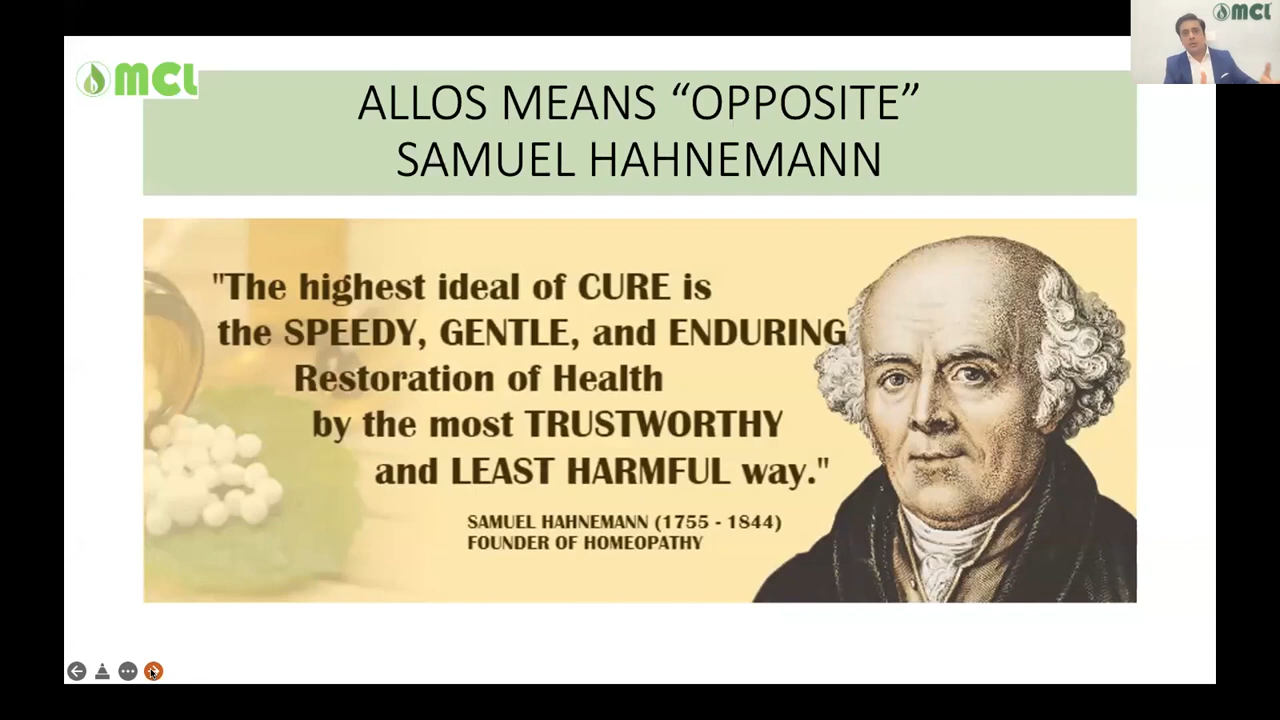 MCL
MCL
ALLOS MEANS “OPPOSITE”
SAMUEL HAHNEMANN
"The highest ideal of CURE is
the SPEEDY, GENTLE, and ENDURING
Restoration of Health
by the most TRUSTWORTHY
and LEAST HARMFUL way."
SAMUEL HAHNEMANN (1755 - 1844)
FOUNDER OF HOMEOPATHY